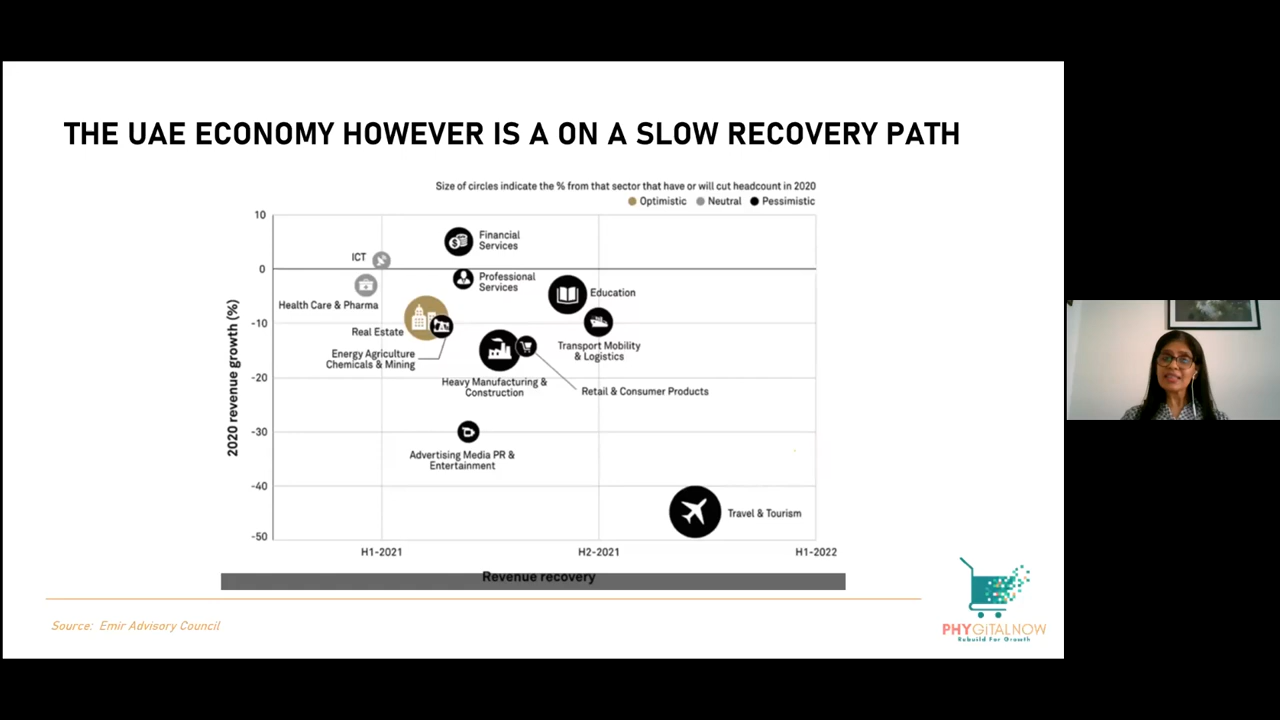 THE UAE ECONOMY HOWEVER IS A ON A SLOW RECOVERY PATH
Size of circles indicate the % from that sector that have or will cut headcount in 2020
Optimistic
Neutral
Pessimistic
2020 revenue growth (%)
10
0
-10
-20
-30
-40
-50
Financial
Services
ICT
Professional
Services
Health Care & Pharma
Education
Real Estate
Energy Agriculture
Chemicals & Mining
Transport Mobility
& Logistics
Heavy Manufacturing &
Construction
Retail & Consumer Products
Advertising Media PR &
Entertainment
Travel & Tourism
H1-2021
H2-2021
H1-2022
Revenue recovery
Source: Emir Advisory Council
PHYGITALNOW
Rebuild For Growth